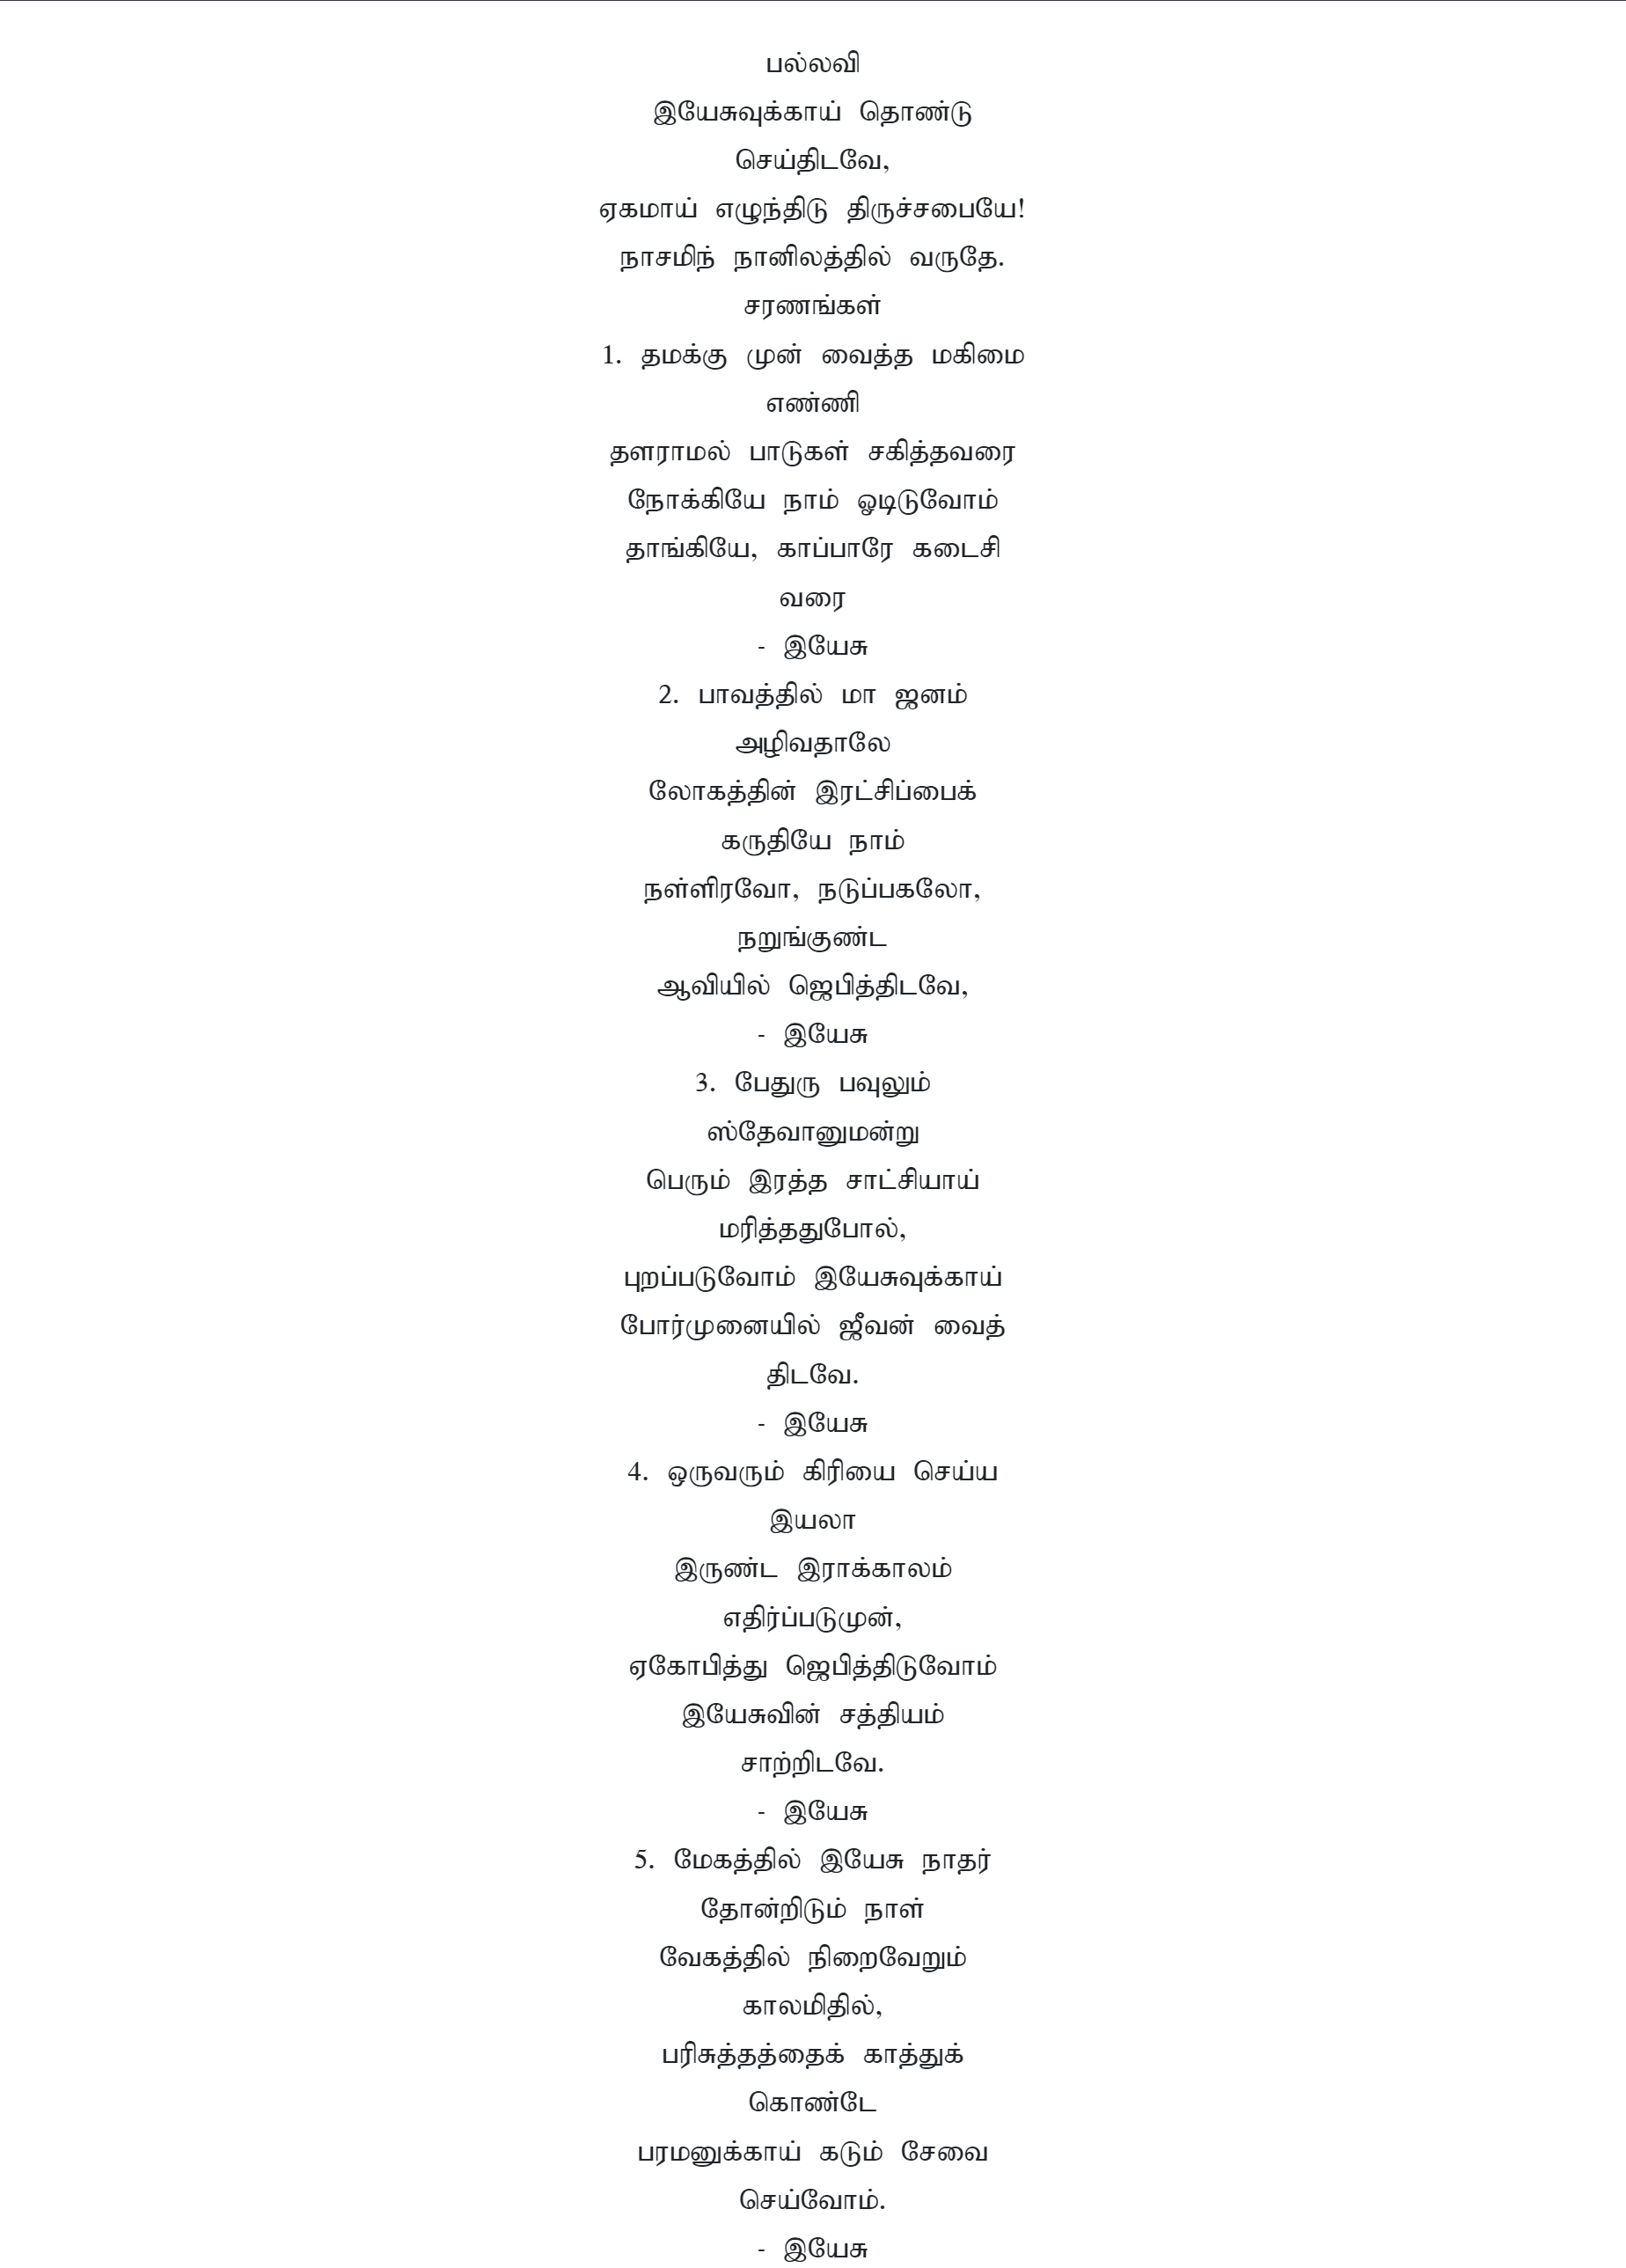 பல்லவி
இயேசுவுக்காய் தொண்டு
செய்திடவே,
ஏகமாய் எழுந்திடு திருச்சபையே!
நாசமிந் நானிலத்தில் வருதே.
சரணங்கள்
1. தமக்கு முன் வைத்த மகிமை
எண்ணி
தளராமல் பாடுகள் சகித்தவரை
நோக்கியே நாம் ஓடிடுவோம்
தாங்கியே, காப்பாரே கடைசி
வரை
- இயேசு
2. பாவத்தில் மா ஜனம்
அழிவதாலே
லோகத்தின் இரட்சிப்பைக்
கருதியே நாம்
நள்ளிரவோ, நடுப்பகலோ,
நறுங்குண்ட
ஆவியில் ஜெபித்திடவே,
- இயேசு
3. பேதுரு பவுலும்
ஸ்தேவானுமன்று
பெரும் இரத்த சாட்சியாய்
மரித்ததுபோல்,
புறப்படுவோம் இயேசுவுக்காய்
போர்முனையில் ஜீவன் வைத்
திடவே.
- இயேசு
4. ஒருவரும் கிரியை செய்ய
இயலா
இருண்ட இராக்காலம்
எதிர்ப்படுமுன்,
ஏகோபித்து ஜெபித்திடுவோம்
இயேசுவின் சத்தியம்
சாற்றிடவே.
- இயேசு
5. மேகத்தில் இயேசு நாதர்
தோன்றிடும் நாள்
வேகத்தில் நிறைவேறும்
காலமிதில்,
பரிசுத்தத்தைக் காத்துக்
கொண்டே
பரமனுக்காய் கடும் சேவை
செய்வோம்.
- இயேசு